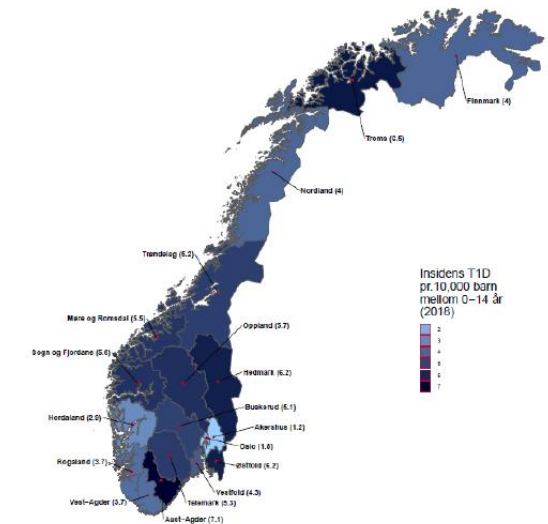 Finnmark (4)
Troms (6.5)
Nordland (4)
Trøndelag (5.2)
Møre og Romsdal (5.5)
Oppland (5.7)
Sogn og Fjordane (5.6)
Hedmark (6.2)
Hordaland (2.9)
Buskerud (5.1)
Akershus (1.2)
Oslo (1.8)
Rogaland (3.7)
Østfold (6.2)
Vestfold (4.3)
Vest-Agder (3.7)
Telemark (5.3)
Aust-Agder (7.1)
Insidens T1D
pr.10,000 barn
mellom 0–14 år
(2018)
2
3
4
5
6
7